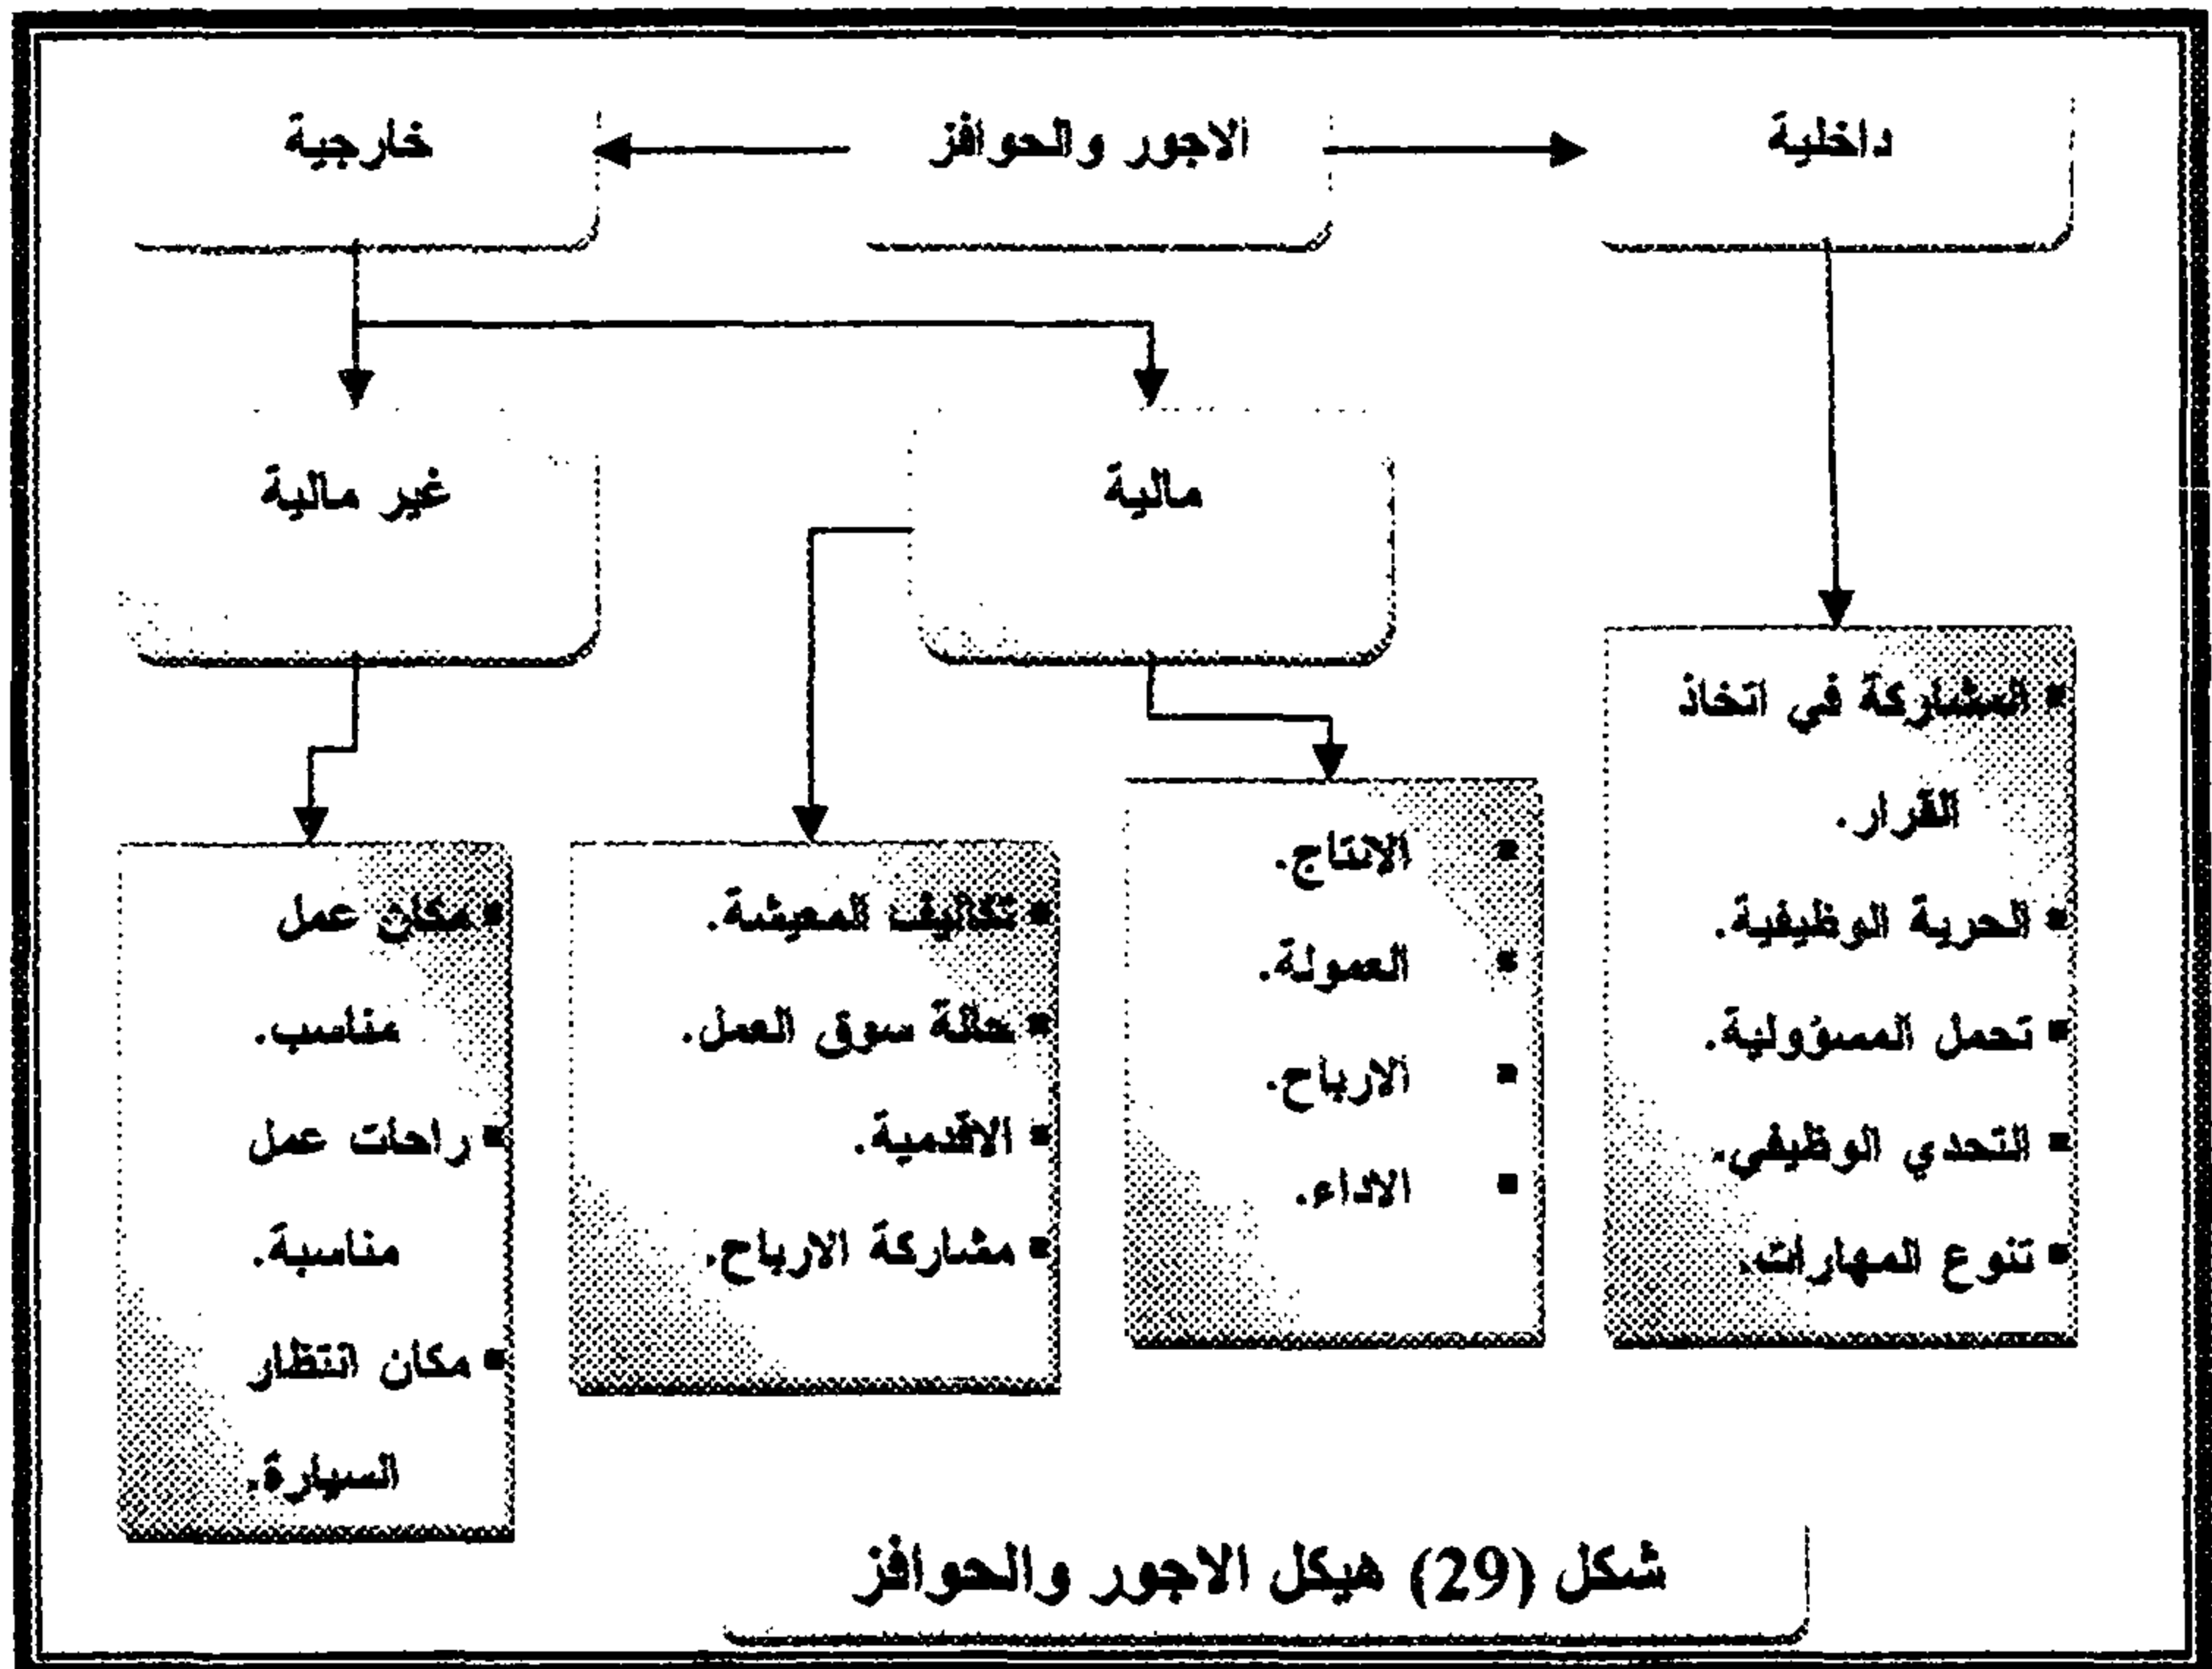 داخلية
الاجور والحوافز
خارجية
مالية
غير مالية
▪ المشاركة في اتخاذ
القرار.
▪ الحرية الوظيفية.
▪ تحمل المسؤولية.
▪ التحدي الوظيفي.
▪ تنوع المهارات.
▪ الانتاج.
▪ العمولة.
▪ الارباح.
▪ الاداء.
▪ تكاليف المعيشة.
▪ حالة سوق العمل.
▪ الاقدمية.
▪ مشاركة الارباح.
▪ مكان عمل
مناسب.
▪ راحات عمل
مناسبة.
▪ مكان انتظار
السيارة.
شكل (29) هيكل الاجور والحوافز